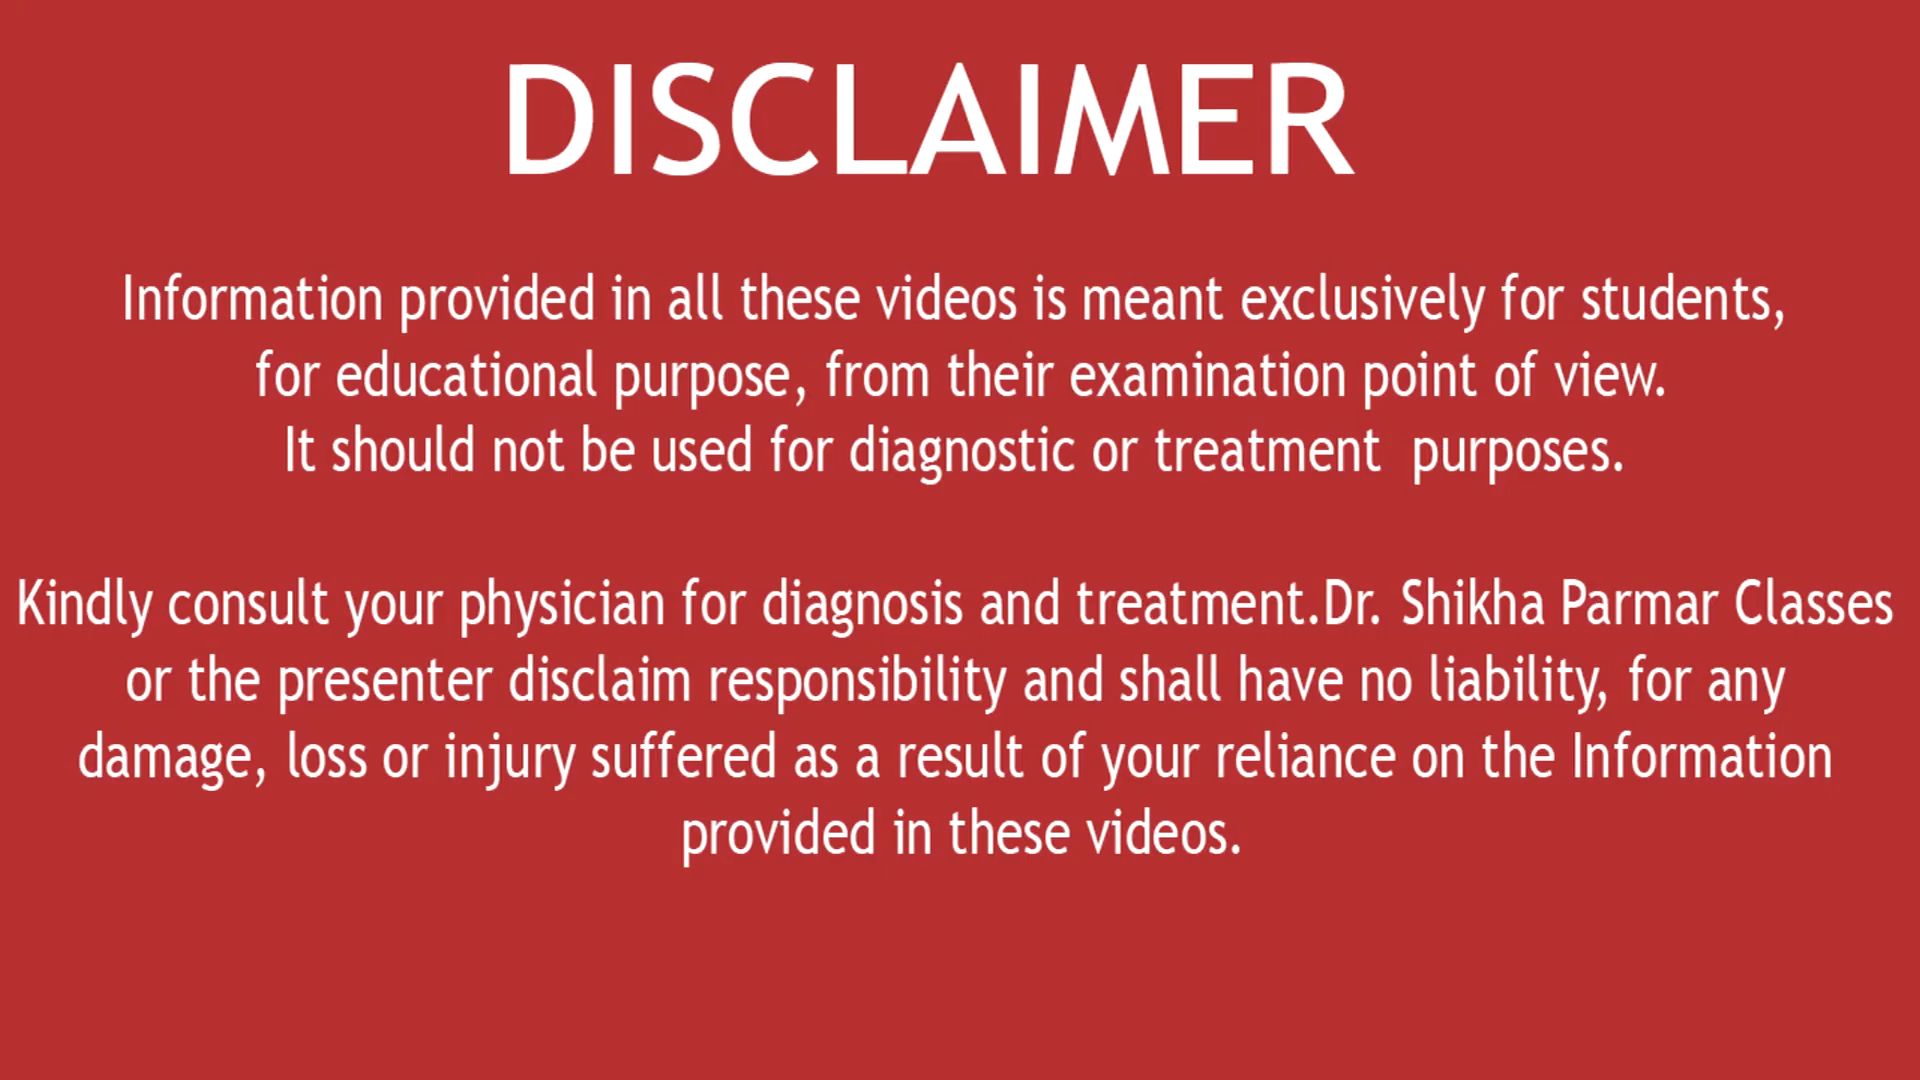 DISCLAIMER
Information provided in all these videos is meant exclusively for students,
for educational purpose, from their examination point of view.
It should not be used for diagnostic or treatment  purposes.
Kindly consult your physician for diagnosis and treatment.Dr. Shikha Parmar Classes
or the presenter disclaim responsibility and shall have no liability, for any
damage, loss or injury suffered as a result of your reliance on the Information
provided in these videos.